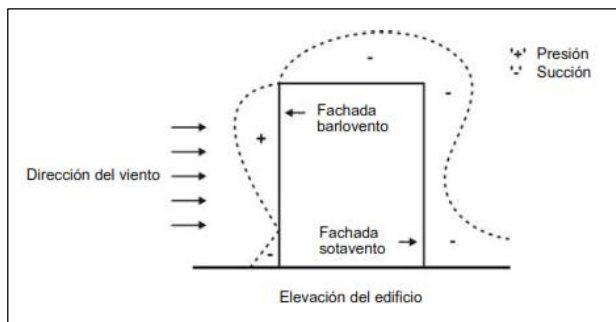 -
"+" Presión
"-" Succión
-
Fachada
barlovento
+
Dirección del viento
Fachada
sotavento
-
-
Elevación del edificio